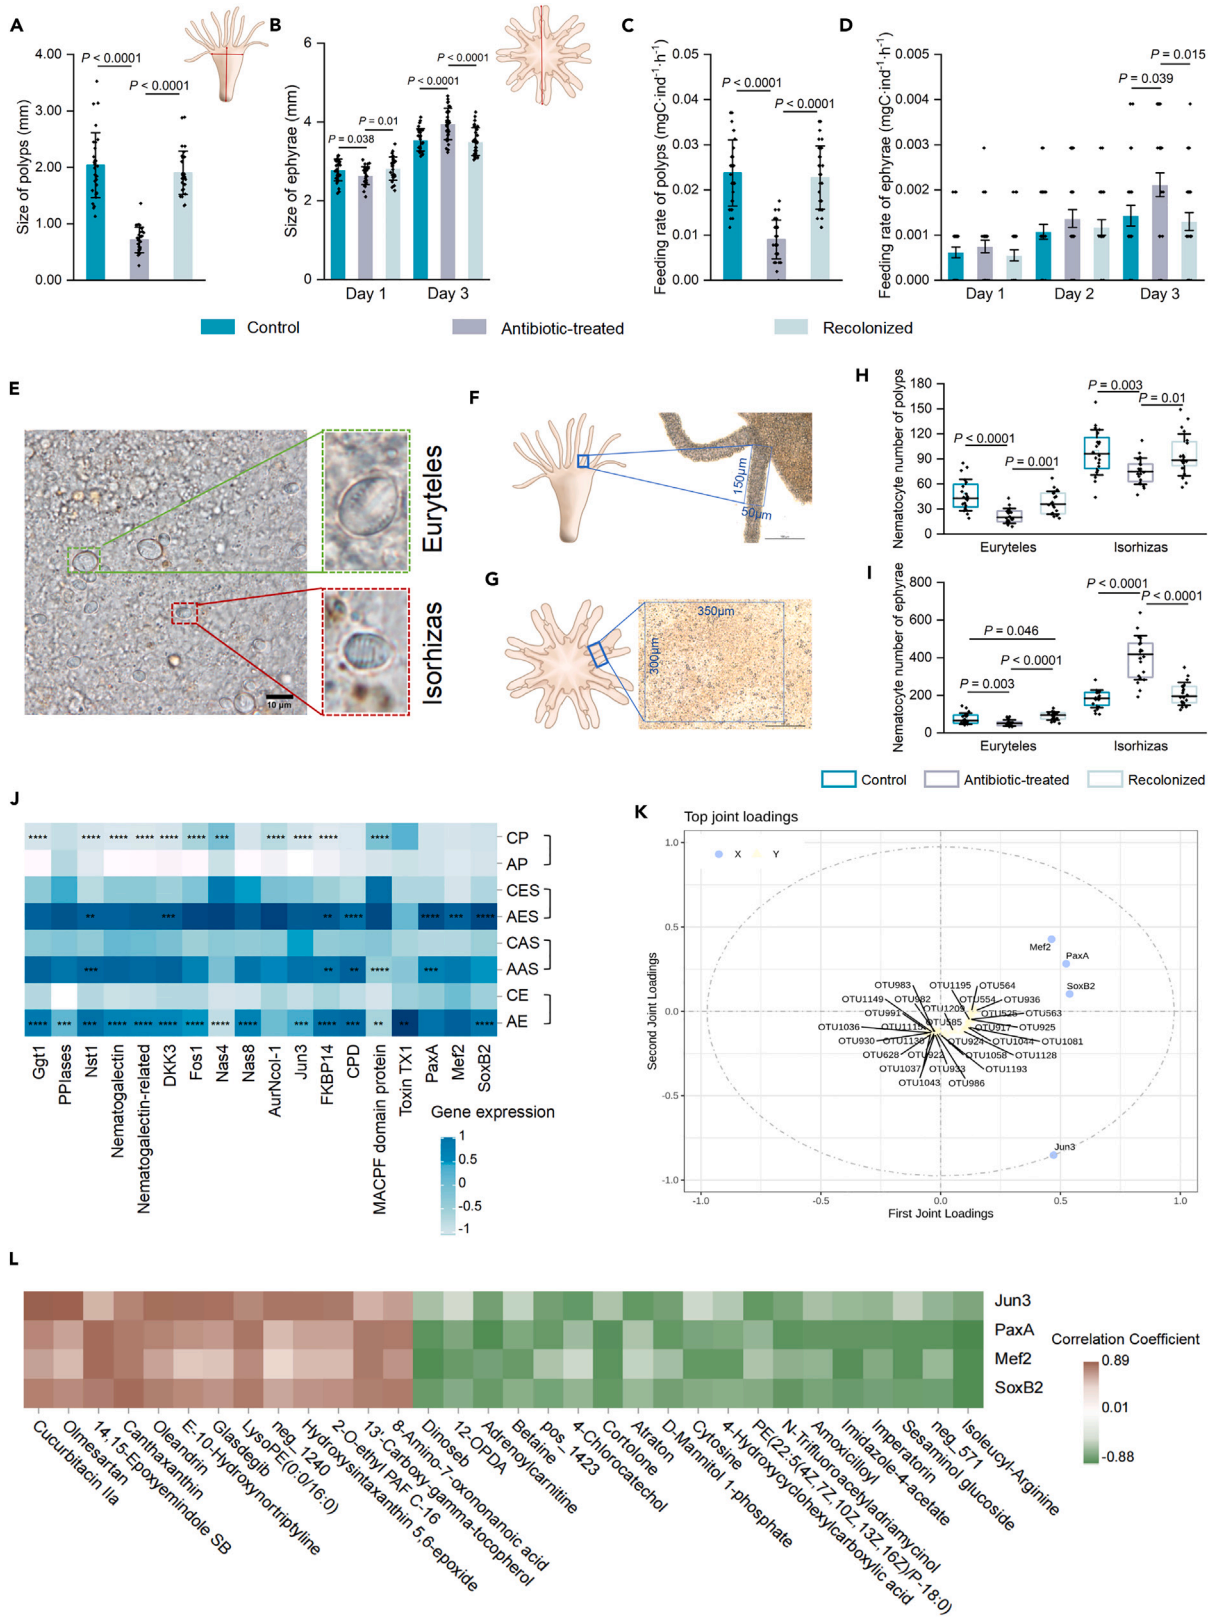 A
Size of polyps (mm)
4.00
3.00
2.00
1.00
0.00
P < 0.0001
P < 0.0001
B
Size of ephyrae (mm)
6
4
2
0
P = 0.038
P = 0.01
P < 0.0001
P < 0.0001
Day 1
Day 3
C
Feeding rate of polyps (mgC·ind⁻¹·h⁻¹)
0.05
0.04
0.03
0.02
0.01
0.00
P < 0.0001
P < 0.0001
D
Feeding rate of ephyrae (mgC·ind⁻¹·h⁻¹)
0.005
0.004
0.003
0.002
0.001
0.000
P = 0.039
P = 0.015
Day 1
Day 2
Day 3
Control
Antibiotic-treated
Recolonized
E
Euryteles
Isorhizas
10 μm
F
150μm
50μm
G
350μm
300μm
H
Nematocyte number of polyps
180
150
120
90
60
30
0
P < 0.0001
P = 0.001
P = 0.003
P = 0.01
Euryteles
Isorhizas
I
Nematocyte number of ephyrae
800
600
400
200
0
P = 0.003
P < 0.0001
P = 0.046
P < 0.0001
P < 0.0001
Euryteles
Isorhizas
Control
Antibiotic-treated
Recolonized
J
**** **** **** **** **** **** *** **** **** **** ****
** *** ** **** **** *** ****
*** ** ** **** ***
**** *** *** **** **** **** **** **** **** *** **** *** ** ** ****
CP
AP
CES
AES
CAS
AAS
CE
AE
Ggt1
PPlases
Nst1
Nematogalectin
Nematogalectin-related
DKK3
Fos1
Nas4
Nas8
AurNcol-1
Jun3
FKBP14
CPD
MACPF domain protein
Toxin TX1
PaxA
Mef2
SoxB2
Gene expression
1
0.5
0
-0.5
-1
K
Top joint loadings
X
Y
Second Joint Loadings
1.0
0.5
0.0
-0.5
-1.0
Mef2
PaxA
SoxB2
Jun3
OTU983
OTU1195
OTU564
OTU1149
OTU982
OTU554
OTU936
OTU991
OTU1209
OTU525
OTU563
OTU1036
OTU1115
OTU585
OTU917
OTU925
OTU930
OTU1130
OTU924
OTU1044
OTU1081
OTU628
OTU922
OTU1058
OTU1128
OTU1037
OTU933
OTU1193
OTU1043
OTU986
-1.0
-0.5
0.0
0.5
1.0
First Joint Loadings
L
Jun3
PaxA
Mef2
SoxB2
Correlation Coefficient
0.89
0.01
-0.88
Cucurbitacin IIa
Olmesartan
14,15-Epoxyemindole SB
Canthaxanthin
Oleandrin
E-10-Hydroxynortriptyline
Glasdegib
LysoPE(0:0/16:0)
neg_1240
Hydroxysintaxanthin 5,6-epoxide
2-O-ethyl PAF C-16
13'-Carboxy-gamma-tocopherol
8-Amino-7-oxononanoic acid
Dinoseb
12-OPDA
Adrenoylcarnitine
Betaine
pos_1423
4-Chlorocatechol
Cortolone
Atraton
D-Mannitol 1-phosphate
Cytosine
4-Hydroxycyclohexylcarboxylic acid
PE(22:5(4Z,7Z,10Z,13Z,16Z)/P-18:0)
N-Trifluoroacetyladriamycinol
Amoxicilloyl
Imidazole-4-acetate
Imperatorin
Sesaminol glucoside
neg_571
Isoleucyl-Arginine